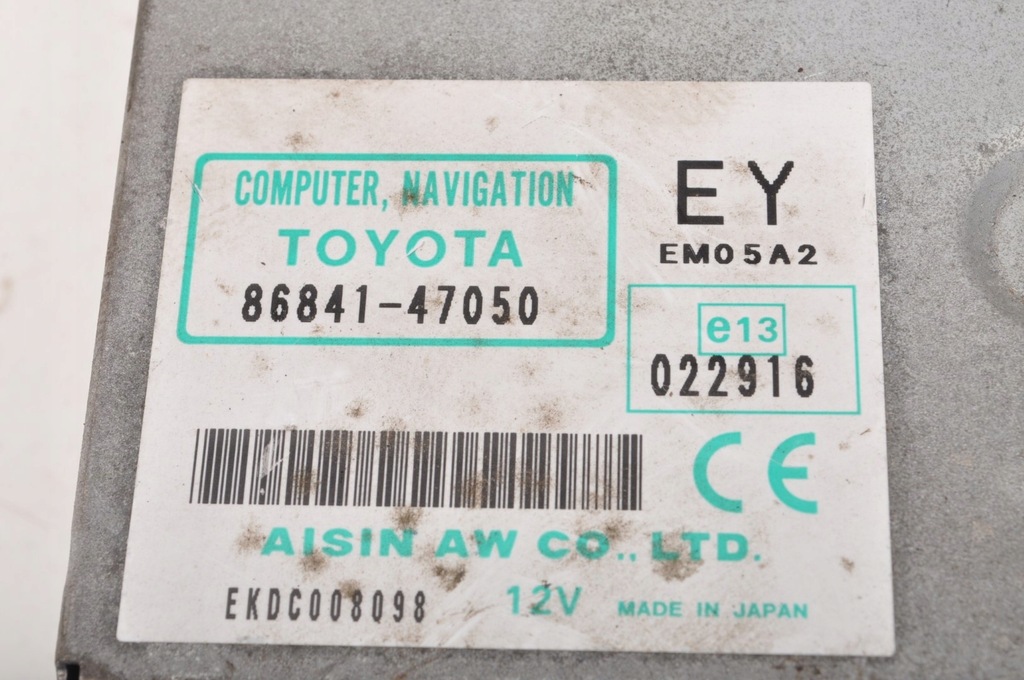 COMPUTER, NAVIGATION
TOYOTA
86841-47050
EY
EM05A2
e13
022916
CE
AISIN AW CO., LTD.
EKDC008098
12V
MADE IN JAPAN